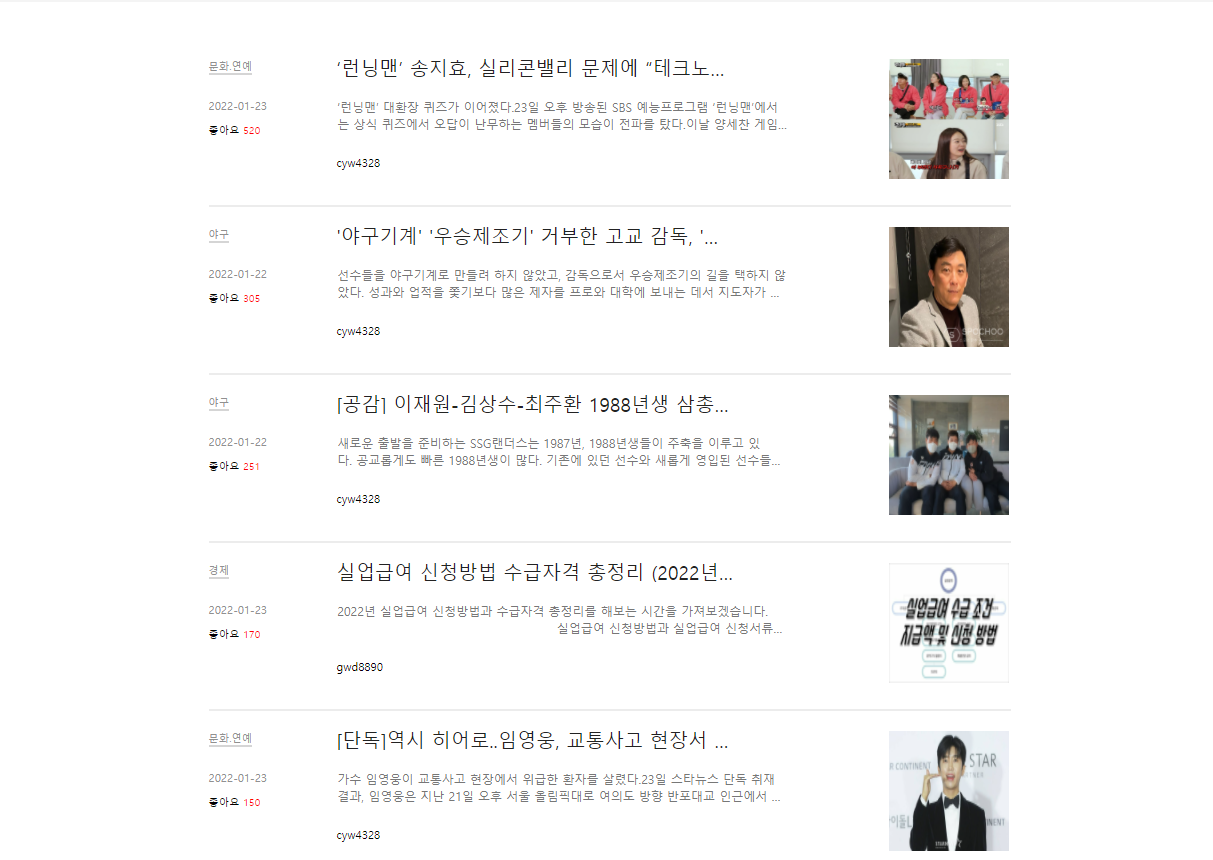 문화.연예
2022-01-23
좋아요 520
‘런닝맨’ 송지효, 실리콘밸리 문제에 “테크노...
‘런닝맨’ 대환장 퀴즈가 이어졌다.23일 오후 방송된 SBS 예능프로그램 ‘런닝맨’에서
는 상식 퀴즈에서 오답이 난무하는 멤버들의 모습이 전파를 탔다.이날 양세찬 게임...
cyw4328
야구
2022-01-22
좋아요 305
'야구기계' '우승제조기' 거부한 고교 감독, '...
선수들을 야구기계로 만들려 하지 않았고, 감독으로서 우승제조기의 길을 택하지 않
았다. 성과와 업적을 쫓기보다 많은 제자를 프로와 대학에 보내는 데서 지도자가 ...
cyw4328
SPOCHOO
야구
2022-01-22
좋아요 251
[공감] 이재원-김상수-최주환 1988년생 삼총...
새로운 출발을 준비하는 SSG랜더스는 1987년, 1988년생들이 주축을 이루고 있
다. 공교롭게도 빠른 1988년생이 많다. 기존에 있던 선수와 새롭게 영입된 선수들...
cyw4328
경제
2022-01-23
좋아요 170
실업급여 신청방법 수급자격 총정리 (2022년...
2022년 실업급여 신청방법과 수급자격 총정리를 해보는 시간을 가져보겠습니다.
실업급여 신청방법과 실업급여 신청서류...
gwd8890
실업급여 수급 조건
지급액 및 신청 방법
문화.연예
2022-01-23
좋아요 150
[단독]역시 히어로..임영웅, 교통사고 현장서 ...
가수 임영웅이 교통사고 현장에서 위급한 환자를 살렸다.23일 스타뉴스 단독 취재
결과, 임영웅은 지난 21일 오후 서울 올림픽대로 여의도 방향 반포대교 인근에서 ...
cyw4328
CONTINENT
STAR